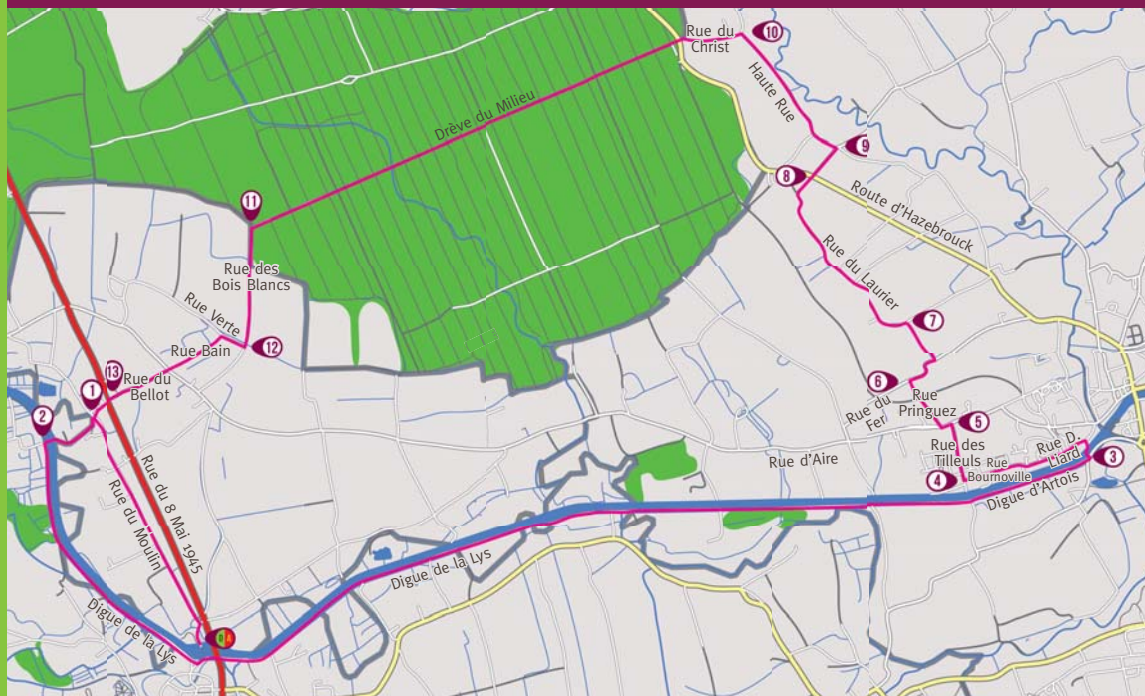 Rue du
Christ
10
Haute Rue
Drève du Milieu
9
8
Route d'Hazebrouck
11
Rue du Laurier
Rue des
Bois Blancs
Rue Verte
7
12
Rue Bain
13
Rue du
Bellot
1
6
Rue du
Fer
Rue
Pringuez
2
5
Rue des
Tilleuls
Rue
Bournoville
Rue D.
Liard
3
Rue d'Aire
4
Digue d'Artois
Rue du 8 Mai 1945
Rue du Moulin
Digue de la Lys
Digue de la Lys
D A